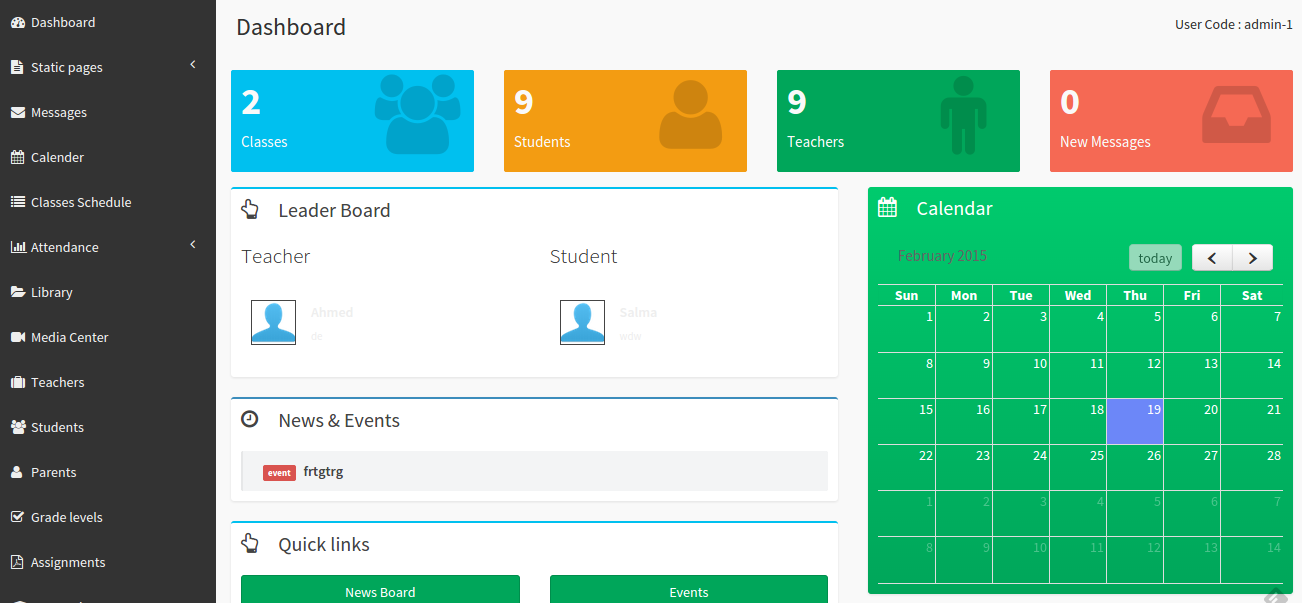 Dashboard
Static pages
Messages
Calender
Classes Schedule
Attendance
Library
Media Center
Teachers
Students
Parents
Grade levels
Assignments
Dashboard
User Code : admin-1
2
Classes
9
Students
9
Teachers
0
New Messages
Leader Board
Teacher
Student
Ahmed
de
Salma
wdw
News & Events
event frtgtrg
Quick links
News Board
Events
Calendar
February 2015
today
Sun Mon Tue Wed Thu Fri Sat
1 2 3 4 5 6 7
8 9 10 11 12 13 14
15 16 17 18 19 20 21
22 23 24 25 26 27 28
1 2 3 4 5 6 7
8 9 10 11 12 13 14